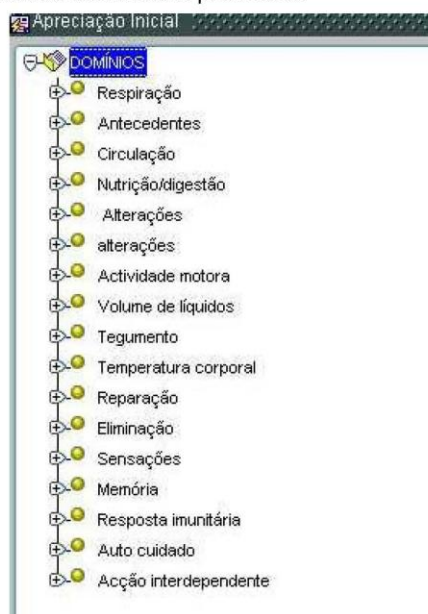 Apreciação Inicial
DOMÍNIOS
Respiração
Antecedentes
Circulação
Nutrição/digestão
Alterações
alterações
Actividade motora
Volume de líquidos
Tegumento
Temperatura corporal
Reparação
Eliminação
Sensações
Memória
Resposta imunitária
Auto cuidado
Acção interdependente